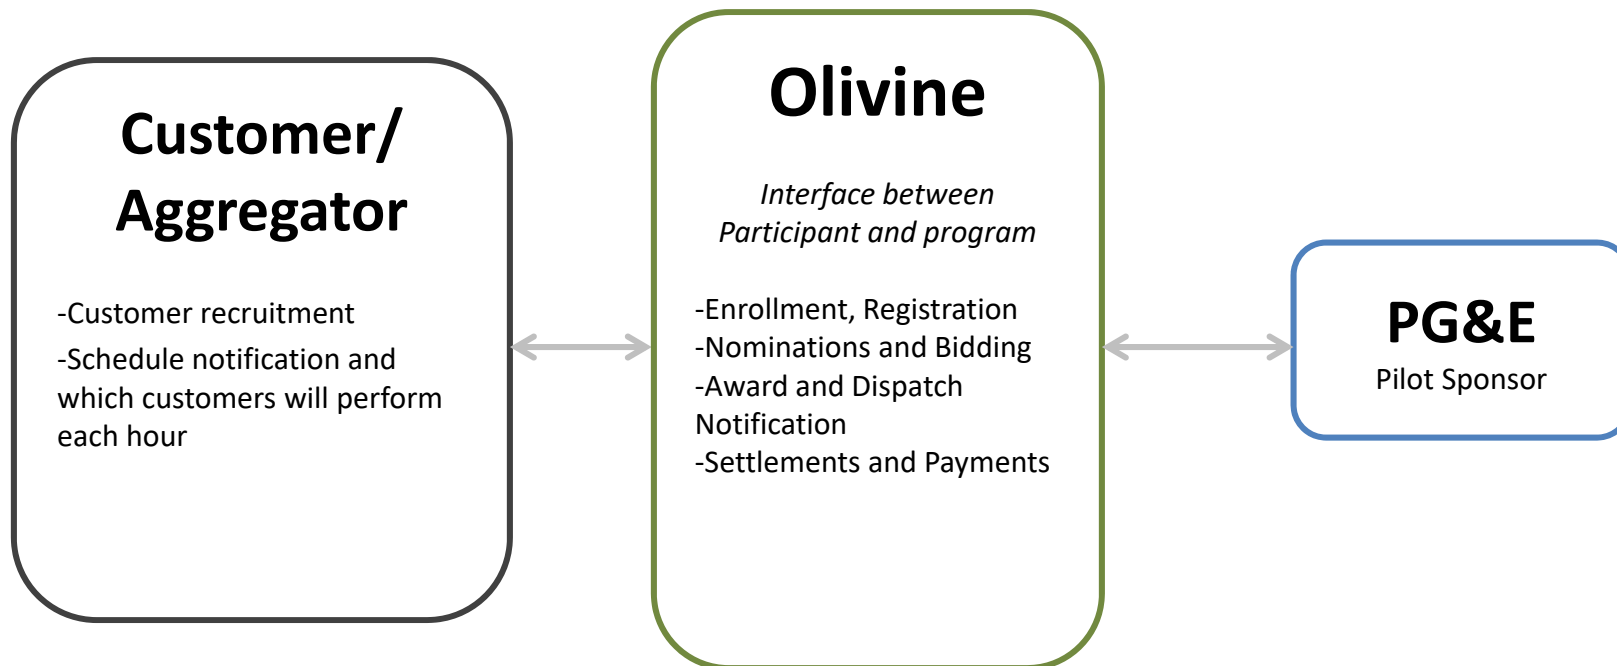 Customer/
Aggregator
-Customer recruitment
-Schedule notification and
which customers will perform
each hour
Olivine
Interface between
Participant and program
-Enrollment, Registration
-Nominations and Bidding
-Award and Dispatch
Notification
-Settlements and Payments
PG&E
Pilot Sponsor